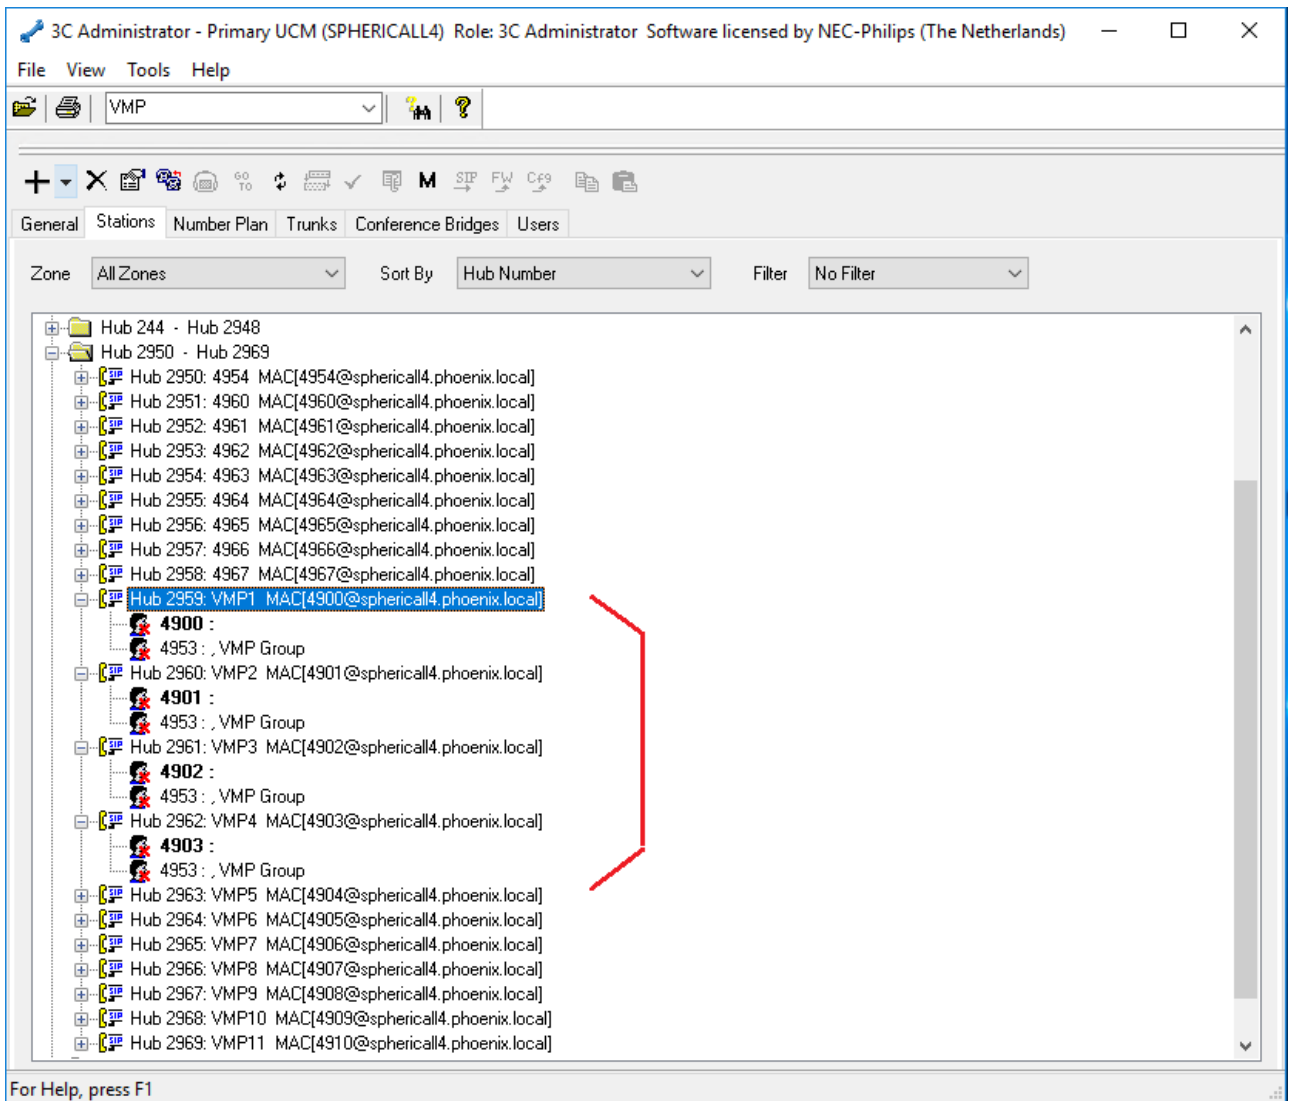 3C Administrator - Primary UCM (SPHERICALL4) Role: 3C Administrator Software licensed by NEC-Philips (The Netherlands)
File View Tools Help
VMP
GO TO M SIP FW Cf9
General Stations Number Plan Trunks Conference Bridges Users
Zone All Zones Sort By Hub Number Filter No Filter
Hub 244 - Hub 2948
Hub 2950 - Hub 2969
Hub 2950: 4954 MAC[4954@sphericall4.phoenix.local]
Hub 2951: 4960 MAC[4960@sphericall4.phoenix.local]
Hub 2952: 4961 MAC[4961@sphericall4.phoenix.local]
Hub 2953: 4962 MAC[4962@sphericall4.phoenix.local]
Hub 2954: 4963 MAC[4963@sphericall4.phoenix.local]
Hub 2955: 4964 MAC[4964@sphericall4.phoenix.local]
Hub 2956: 4965 MAC[4965@sphericall4.phoenix.local]
Hub 2957: 4966 MAC[4966@sphericall4.phoenix.local]
Hub 2958: 4967 MAC[4967@sphericall4.phoenix.local]
Hub 2959: VMP1 MAC[4900@sphericall4.phoenix.local]
4900 :
4953 : , VMP Group
Hub 2960: VMP2 MAC[4901@sphericall4.phoenix.local]
4901 :
4953 : , VMP Group
Hub 2961: VMP3 MAC[4902@sphericall4.phoenix.local]
4902 :
4953 : , VMP Group
Hub 2962: VMP4 MAC[4903@sphericall4.phoenix.local]
4903 :
4953 : , VMP Group
Hub 2963: VMP5 MAC[4904@sphericall4.phoenix.local]
Hub 2964: VMP6 MAC[4905@sphericall4.phoenix.local]
Hub 2965: VMP7 MAC[4906@sphericall4.phoenix.local]
Hub 2966: VMP8 MAC[4907@sphericall4.phoenix.local]
Hub 2967: VMP9 MAC[4908@sphericall4.phoenix.local]
Hub 2968: VMP10 MAC[4909@sphericall4.phoenix.local]
Hub 2969: VMP11 MAC[4910@sphericall4.phoenix.local]
For Help, press F1